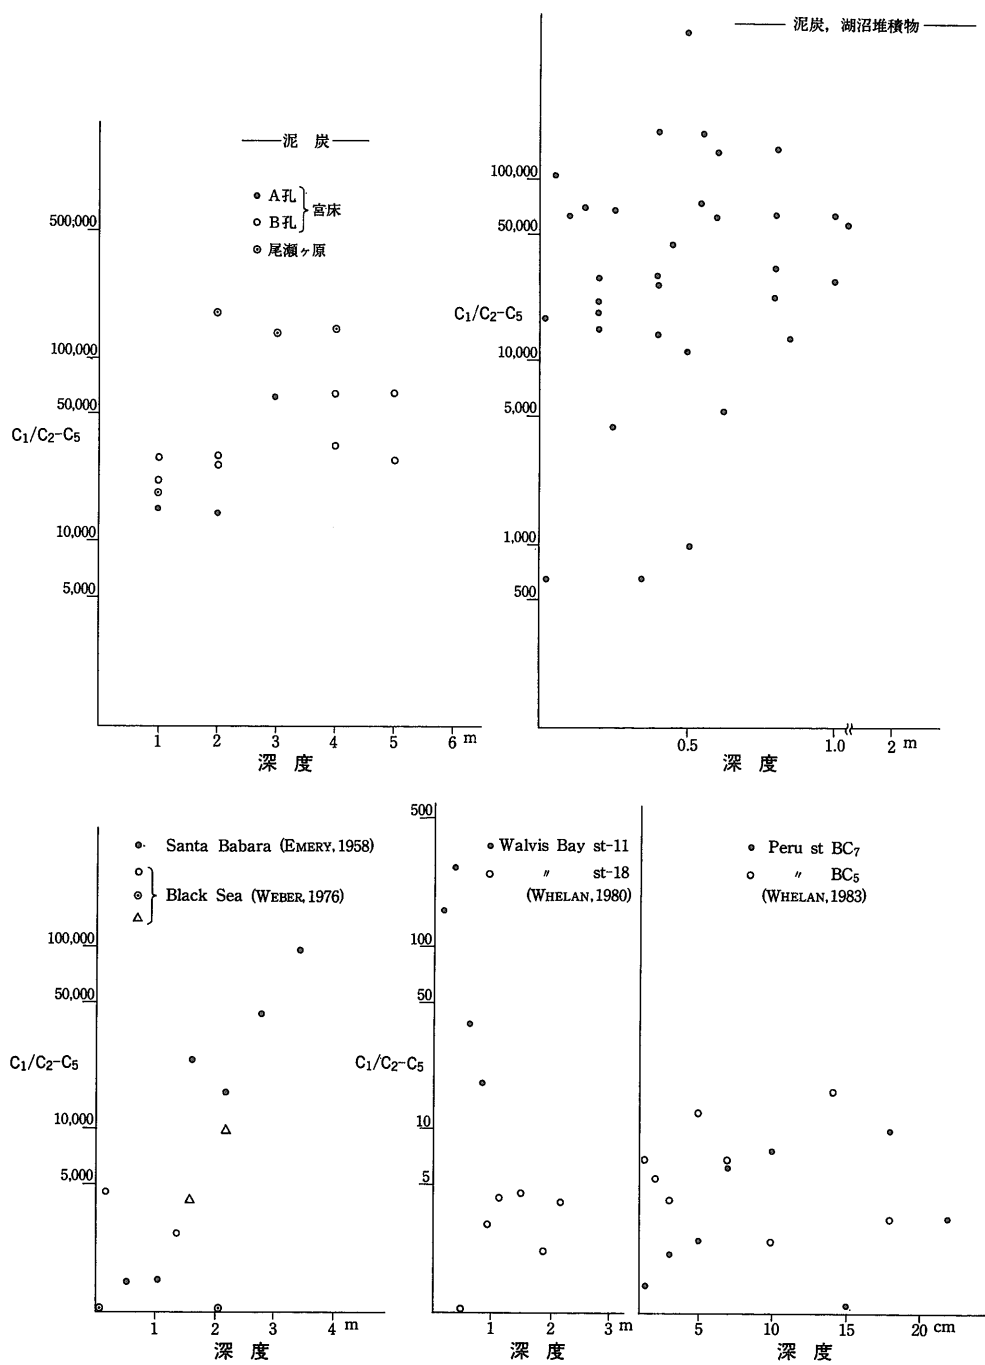 泥 炭
A孔
B孔
宮床
尾瀬ヶ原
500,000
100,000
50,000
C₁/C₂-C₅
10,000
5,000
1 2 3 4 5 6 m
深 度
泥炭, 湖沼堆積物
100,000
50,000
C₁/C₂-C₅
10,000
5,000
1,000
500
0.5 1.0 2 m
深 度
Santa Babara (EMERY, 1958)
Black Sea (WEBER, 1976)
100,000
50,000
C₁/C₂-C₅
10,000
5,000
1 2 3 4 m
深 度
500
Walvis Bay st-11
〃 st-18
(WHELAN, 1980)
100
50
C₁/C₂-C₅
10
5
1 2 3 m
深 度
Peru st BC₇
〃 BC₅
(WHELAN, 1983)
5 10 15 20 cm
深 度